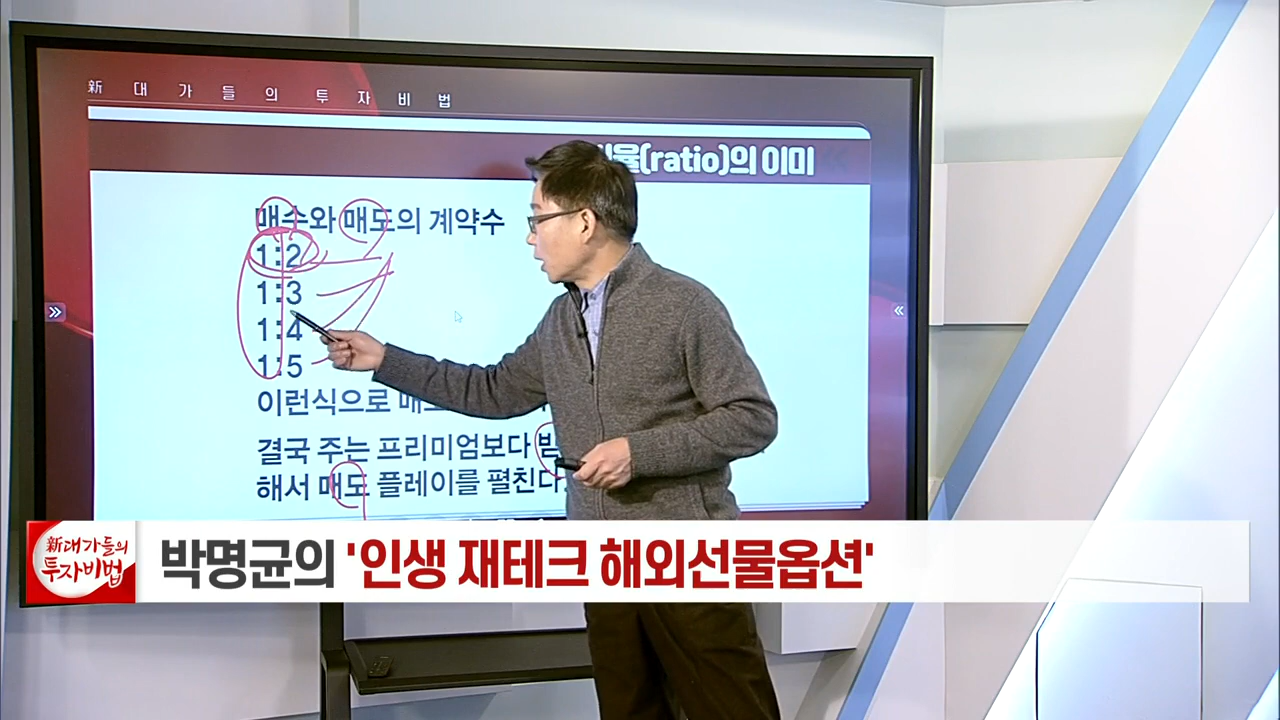 新 대 가 들 의 투 자 비 법
(ratio)의 이미
매수와 매도의 계약수
1:2
1:3
1:4
1:5
이런식으로
결국 주는 프리미엄보다 받
해서 매도 플레이를 펼친다
新대가들의
투자비법
박명균의 '인생 재테크 해외선물옵션'